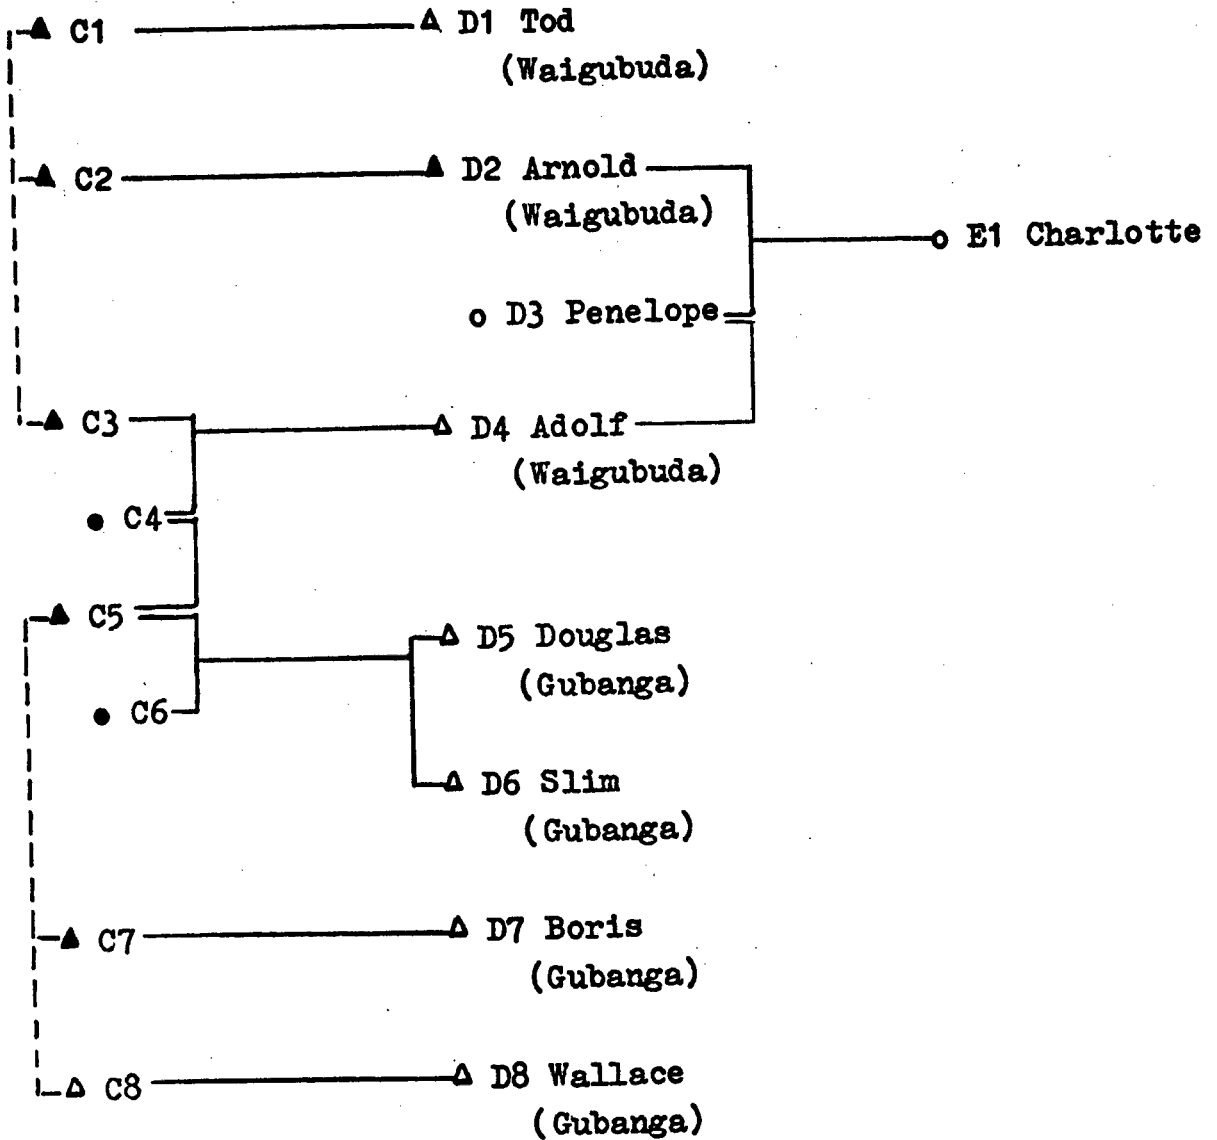 C1 D1 Tod
(Waigubuda)
C2 D2 Arnold
(Waigubuda)
E1 Charlotte
D3 Penelope
C3 D4 Adolf
(Waigubuda)
C4
C5 D5 Douglas
(Gubanga)
C6
D6 Slim
(Gubanga)
C7 D7 Boris
(Gubanga)
C8 D8 Wallace
(Gubanga)